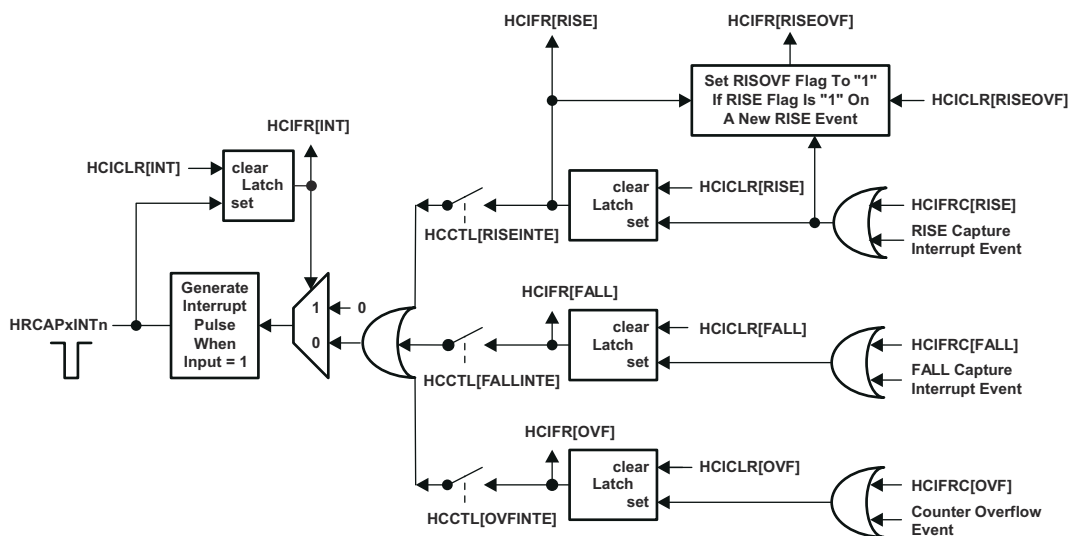 HCIFR[RISE]
HCIFR[RISEOVF]
Set RISOVF Flag To "1"
If RISE Flag Is "1" On
A New RISE Event
HCICLR[RISEOVF]
HCIFR[INT]
HCICLR[INT]
clear
Latch
set
HCCTL[RISEINTE]
clear
Latch
set
HCICLR[RISE]
HCIFRC[RISE]
RISE Capture
Interrupt Event
HRCAPxINTn
Generate
Interrupt
Pulse
When
Input = 1
1
0
0
HCIFR[FALL]
HCCTL[FALLINTE]
clear
Latch
set
HCICLR[FALL]
HCIFRC[FALL]
FALL Capture
Interrupt Event
HCIFR[OVF]
HCCTL[OVFINTE]
clear
Latch
set
HCICLR[OVF]
HCIFRC[OVF]
Counter Overflow
Event